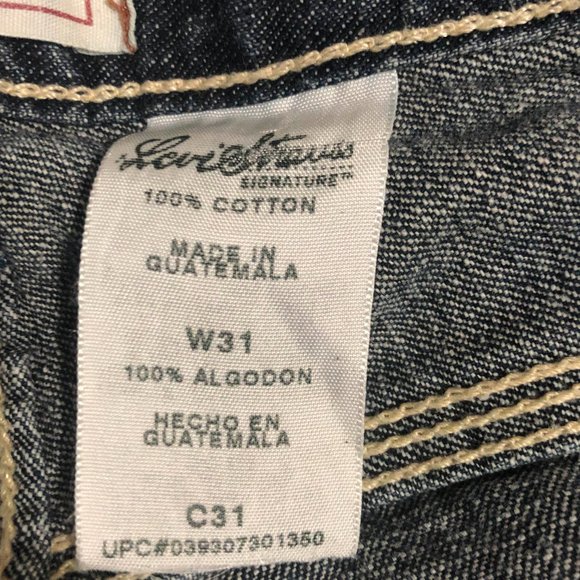 Levi Strauss
SIGNATURE™
100% COTTON
MADE IN
GUATEMALA
W31
100% ALGODON
HECHO EN
GUATEMALA
C31
UPC#039307301350